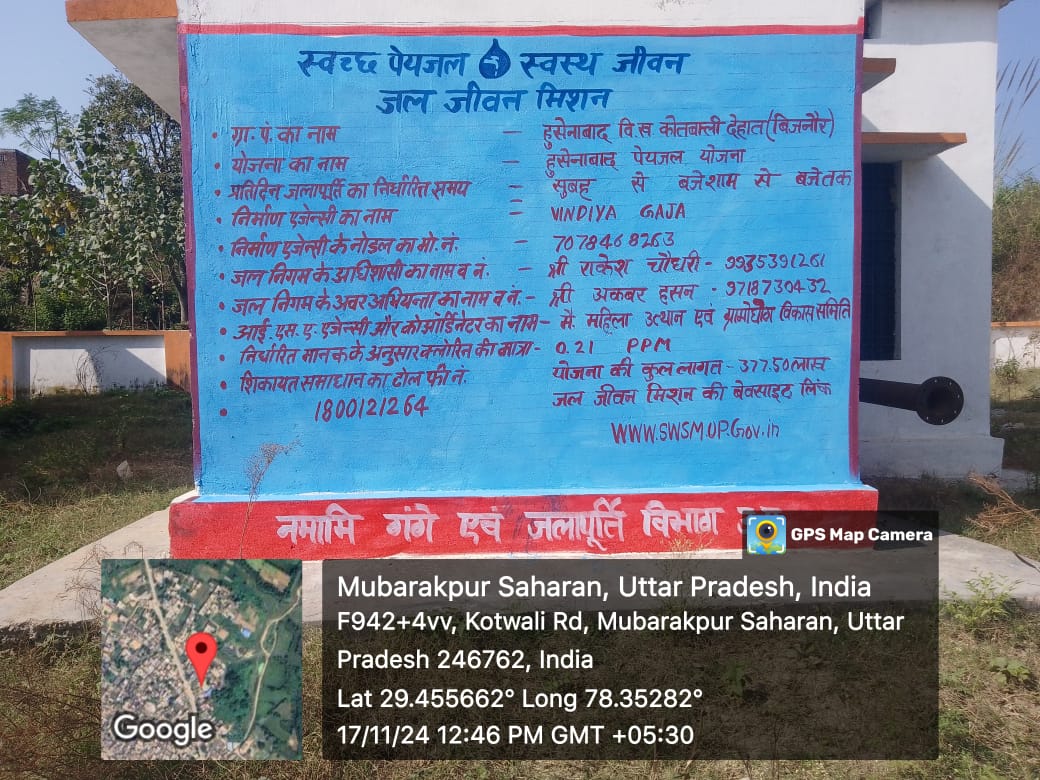 स्वच्छ पेयजल स्वस्थ जीवन
जल जीवन मिशन
• ग्रा. पं. का नाम — हुसेनाबाद वि ख कोतवाली देहात (बिजनौर)
• योजना का नाम — हुसेनाबाद पेयजल योजना
• प्रतिदिन जलापूर्ति का निर्धारित समय — सुबह से बजे शाम से बजे तक
• निर्माण एजेन्सी का नाम — VINDIYA GAJA
• निर्माण एजेन्सी के नोडल का मो. नं. — 7078468263
• जल निगम के अधिशासी का नाम व नं. — श्री राकेश चौधरी - 9935391261
• जल निगम के अवर अभियन्ता का नाम व नं. — श्री अकबर हसन - 9718730432
• आई. एस. ए. एजेन्सी और कोऑर्डिनेटर का नाम — मै. महिला उत्थान एवं ग्रामोद्योग विकास समिति
• निर्धारित मानक के अनुसार क्लोरिन की मात्रा - 0.21 PPM
• शिकायत समाधान का टोल फ्री नं.
• 1800121264
योजना की कुल लागत - 377.50 लाख
जल जीवन मिशन की बेवसाइट लिंक
WWW.SWSMUP.Gov.in
नमामि गंगे एवं जलापूर्ति विभाग
GPS Map Camera
Google
Mubarakpur Saharan, Uttar Pradesh, India
F942+4vv, Kotwali Rd, Mubarakpur Saharan, Uttar
Pradesh 246762, India
Lat 29.455662° Long 78.35282°
17/11/24 12:46 PM GMT +05:30